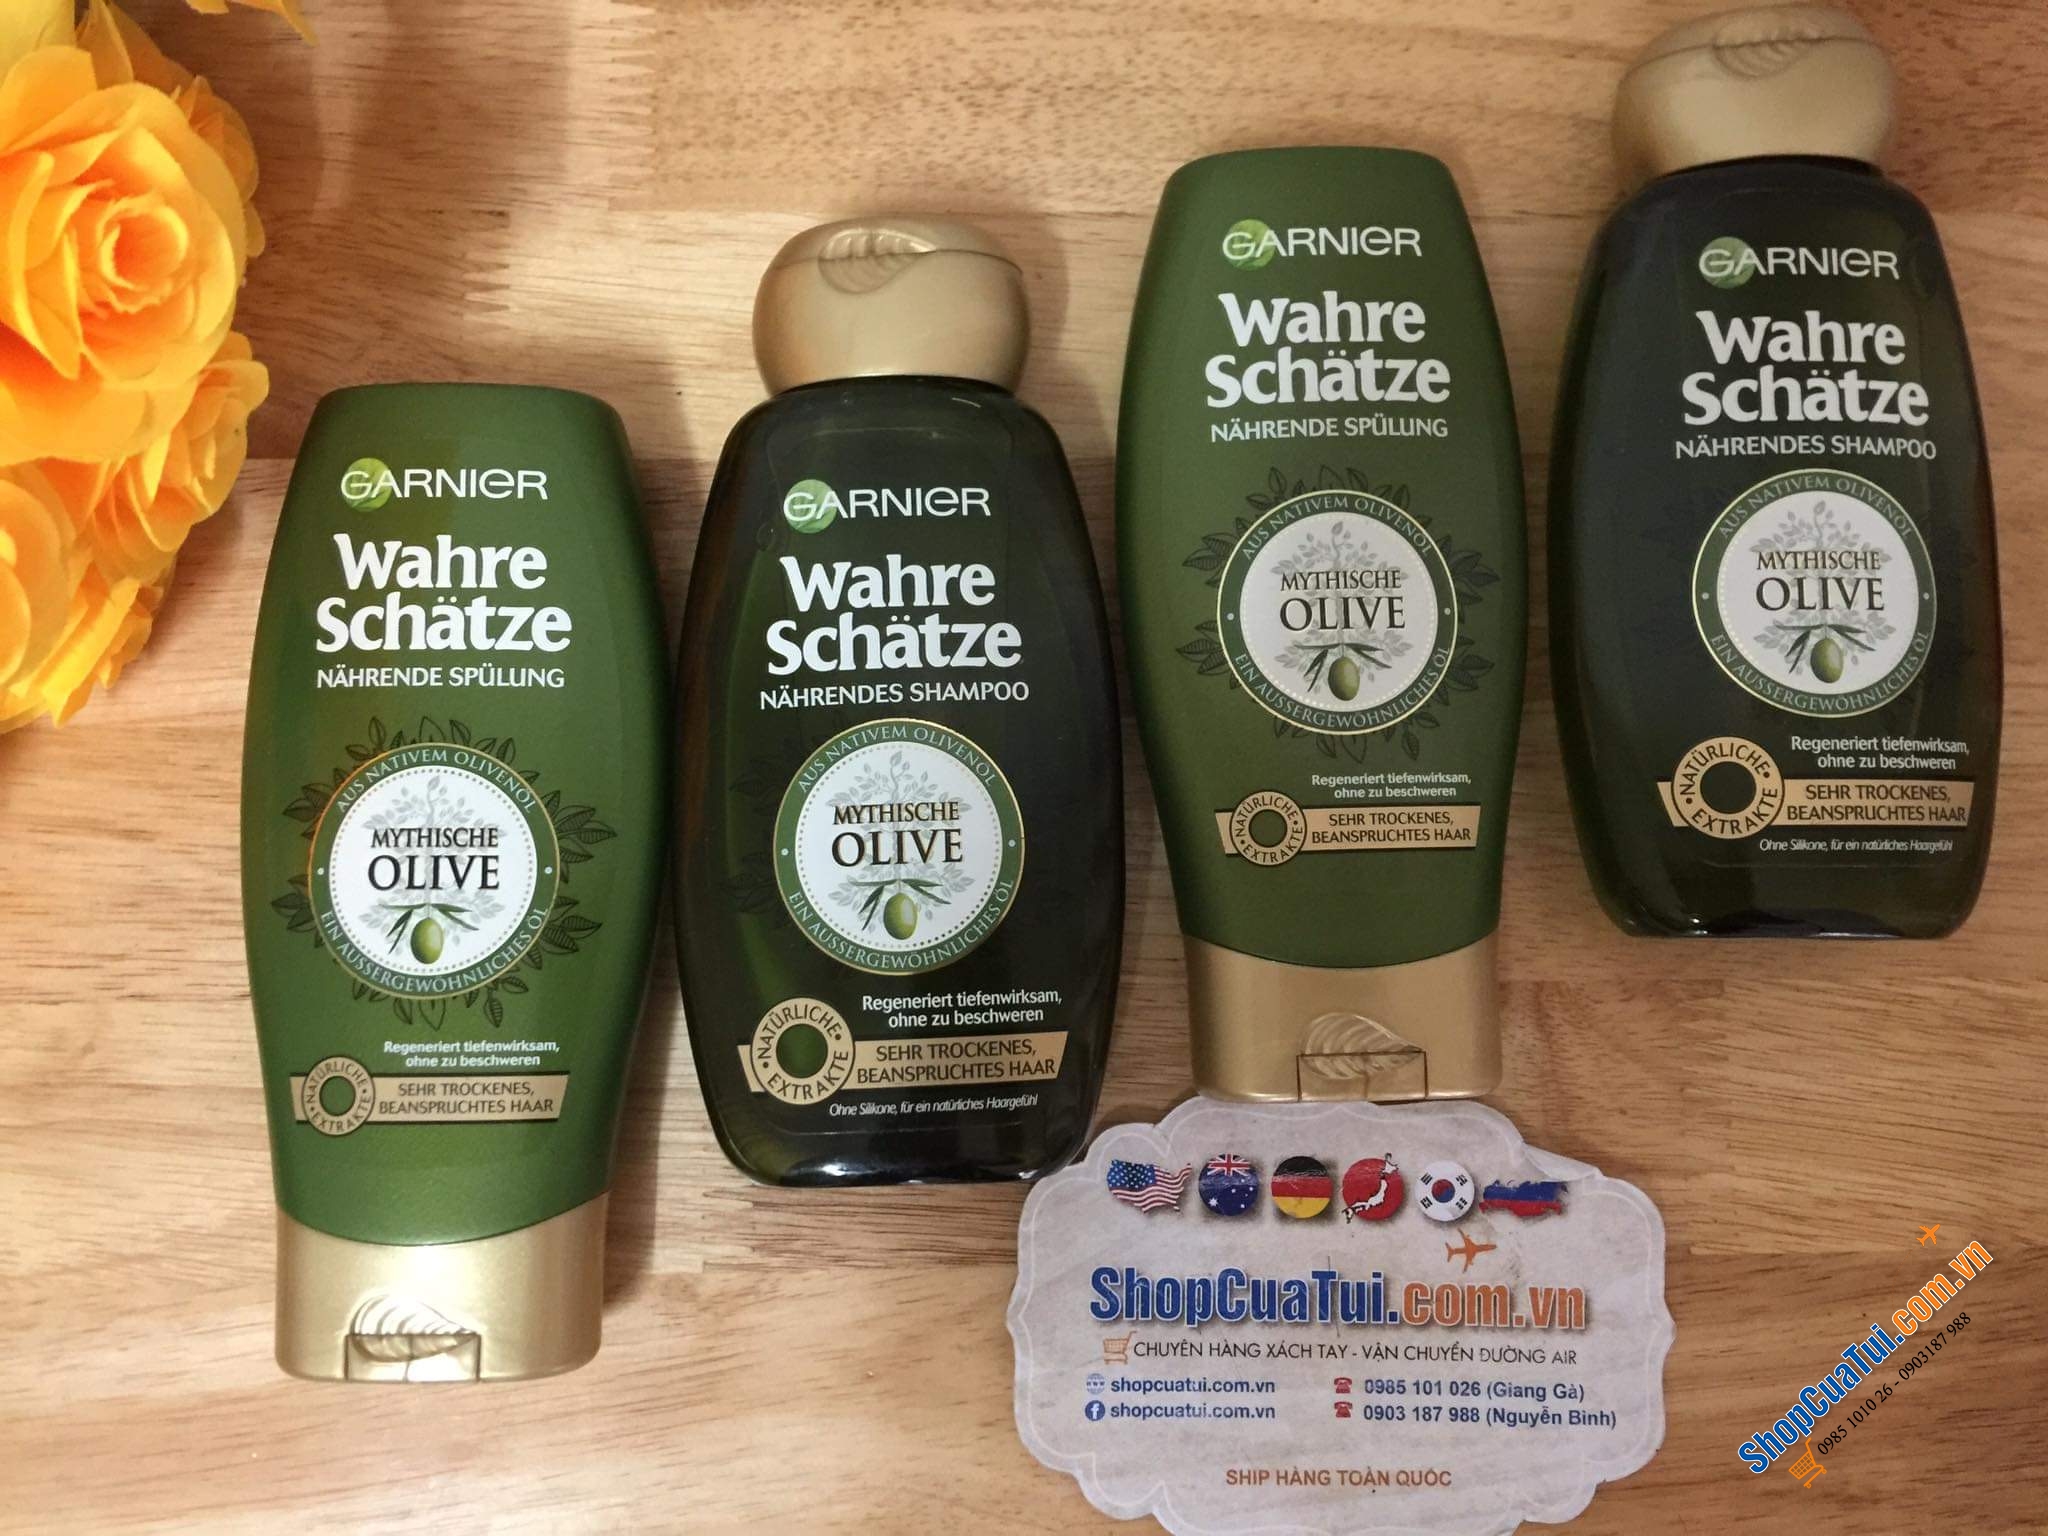 GARNIER
Wahre
Schätze
NÄHRENDE SPÜLUNG
AUS NATIVEM OLIVENÖL
MYTHISCHE
OLIVE
EIN AUSSERGEWÖHNLICHES ÖL
Regeneriert tiefenwirksam,
ohne zu beschweren
NATÜRLICHE EXTRAKTE
SEHR TROCKENES,
BEANSPRUCHTES HAAR
GARNIER
Wahre
Schätze
NÄHRENDES SHAMPOO
AUS NATIVEM OLIVENÖL
MYTHISCHE
OLIVE
EIN AUSSERGEWÖHNLICHES ÖL
Regeneriert tiefenwirksam,
ohne zu beschweren
NATÜRLICHE EXTRAKTE
SEHR TROCKENES,
BEANSPRUCHTES HAAR
Ohne Silikone, für ein natürliches Haargefühl
GARNIER
Wahre
Schätze
NÄHRENDE SPÜLUNG
AUS NATIVEM OLIVENÖL
MYTHISCHE
OLIVE
EIN AUSSERGEWÖHNLICHES ÖL
Regeneriert tiefenwirksam,
ohne zu beschweren
NATÜRLICHE EXTRAKTE
SEHR TROCKENES,
BEANSPRUCHTES HAAR
GARNIER
Wahre
Schätze
NÄHRENDES SHAMPOO
AUS NATIVEM OLIVENÖL
MYTHISCHE
OLIVE
EIN AUSSERGEWÖHNLICHES ÖL
Regeneriert tiefenwirksam,
ohne zu beschweren
NATÜRLICHE EXTRAKTE
SEHR TROCKENES,
BEANSPRUCHTES HAAR
Ohne Silikone, für ein natürliches Haargefühl
ShopCuaTui.com.vn
CHUYÊN HÀNG XÁCH TAY - VẬN CHUYỂN ĐƯỜNG AIR
shopcuatui.com.vn 0985 101 026 (Giang Gà)
shopcuatui.com.vn 0903 187 988 (Nguyễn Bình)
SHIP HÀNG TOÀN QUỐC
ShopCuaTui.com.vn
0985 1010 26 - 0903187 988